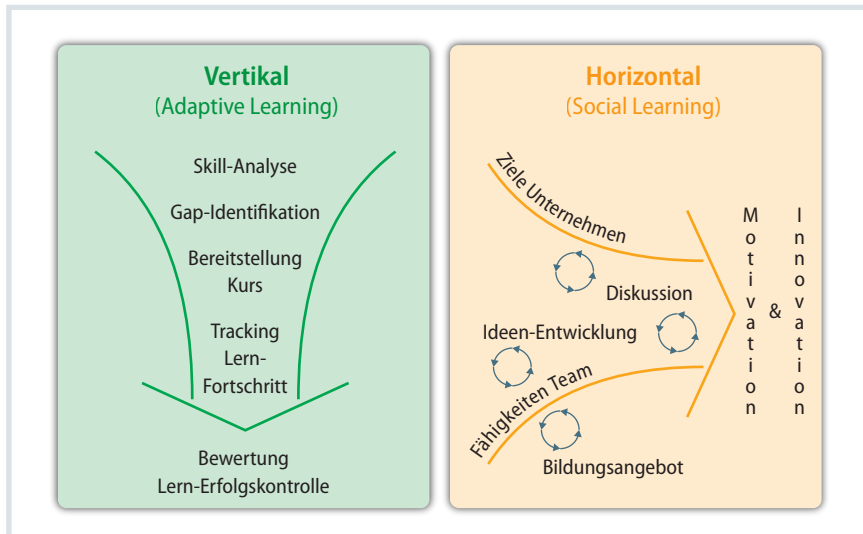 Vertikal
(Adaptive Learning)
Skill-Analyse
Gap-Identifikation
Bereitstellung
Kurs
Tracking
Lern-
Fortschritt
Bewertung
Lern-Erfolgskontrolle
Horizontal
(Social Learning)
Ziele Unternehmen
Diskussion
Ideen-Entwicklung
Fähigkeiten Team
Bildungsangebot
Motivation
&
Innovation